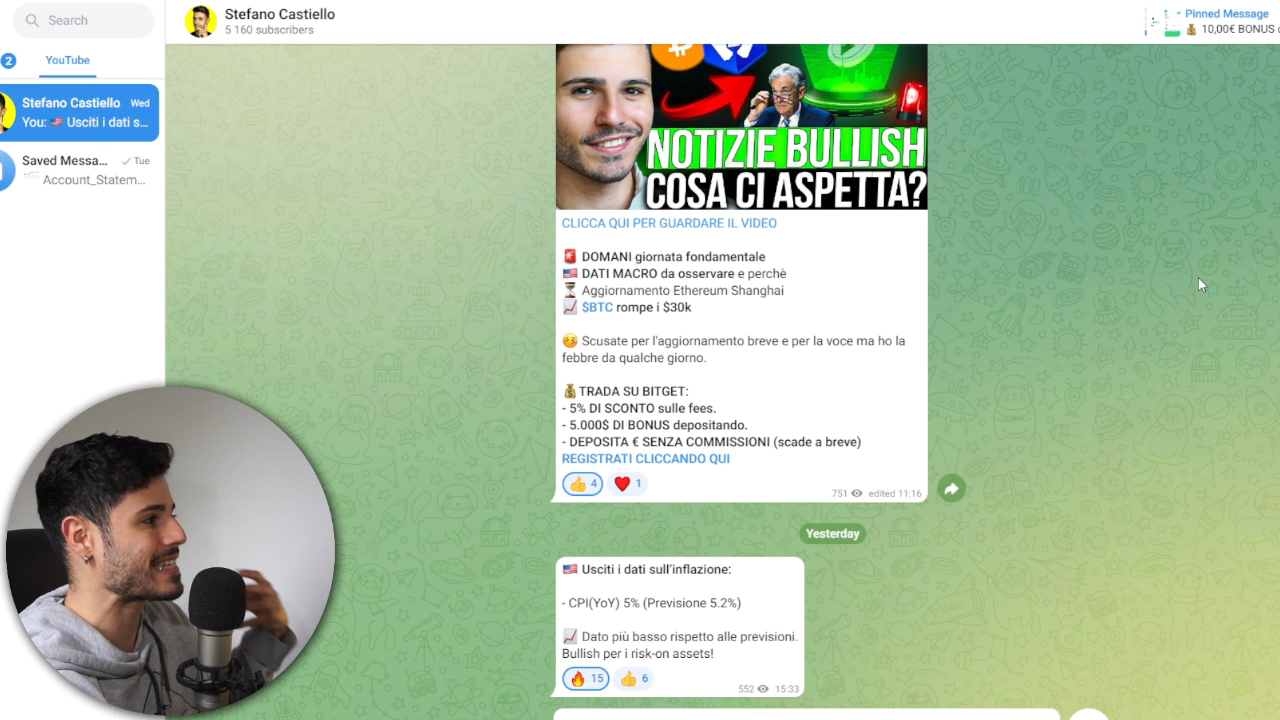 Search
Stefano Castiello
5 160 subscribers
Pinned Message
10,00€ BONUS
2
YouTube
Stefano Castiello Wed
You: 🇺🇸 Usciti i dati s...
Saved Messa... Tue
Account_Statem...
NOTIZIE BULLISH
COSA CI ASPETTA?
CLICCA QUI PER GUARDARE IL VIDEO
🚨 DOMANI giornata fondamentale
🇺🇸 DATI MACRO da osservare e perchè
⏳ Aggiornamento Ethereum Shanghai
📈 $BTC rompe i $30k
🤒 Scusate per l'aggiornamento breve e per la voce ma ho la
febbre da qualche giorno.
💰TRADA SU BITGET:
- 5% DI SCONTO sulle fees.
- 5.000$ DI BONUS depositando.
- DEPOSITA € SENZA COMMISSIONI (scade a breve)
REGISTRATI CLICCANDO QUI
👍 4 ❤️ 1
751 edited 11:16
Yesterday
🇺🇸 Usciti i dati sull'inflazione:
- CPI(YoY) 5% (Previsione 5.2%)
📈 Dato più basso rispetto alle previsioni.
Bullish per i risk-on assets!
🔥 15 👍 6
552 15:33